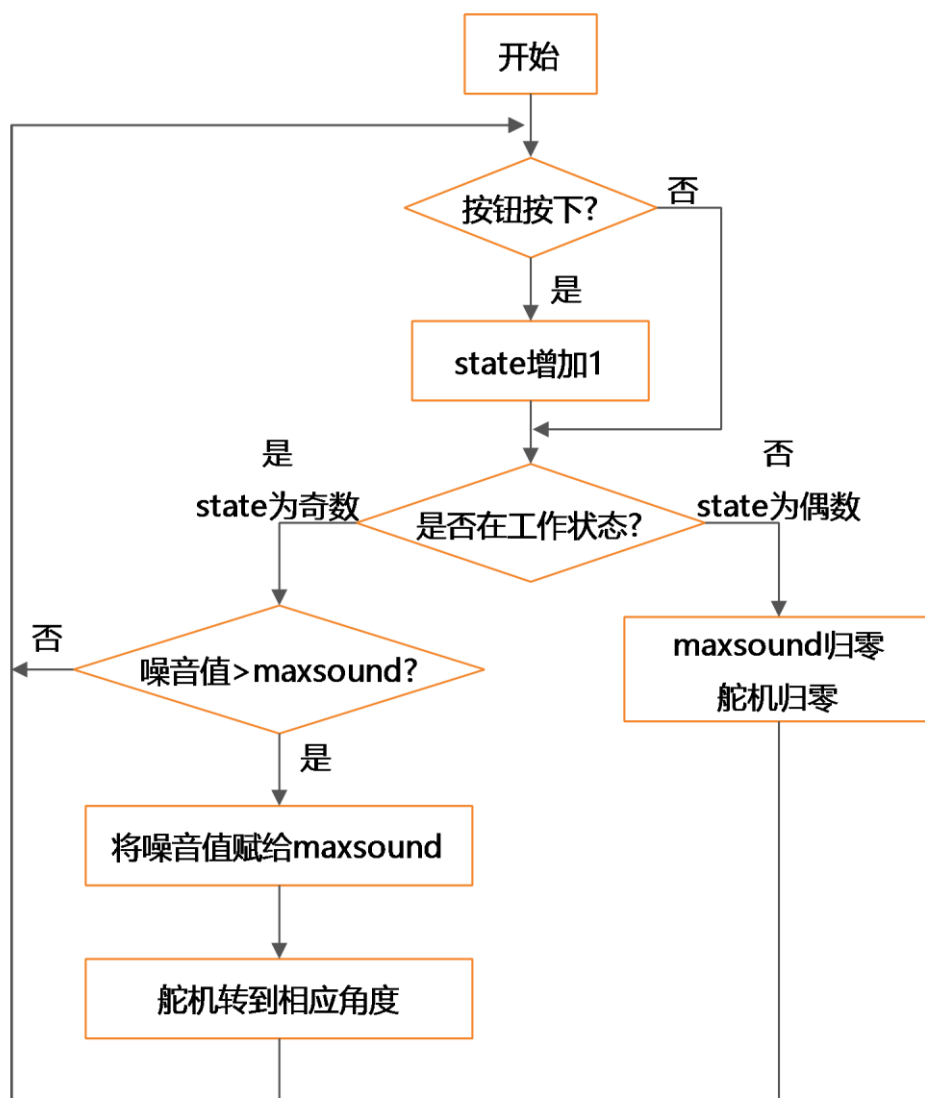 开始
按钮按下?
否
是
state增加1
是
state为奇数
是否在工作状态?
否
state为偶数
否
噪音值>maxsound?
maxsound归零
舵机归零
是
将噪音值赋给maxsound
舵机转到相应角度